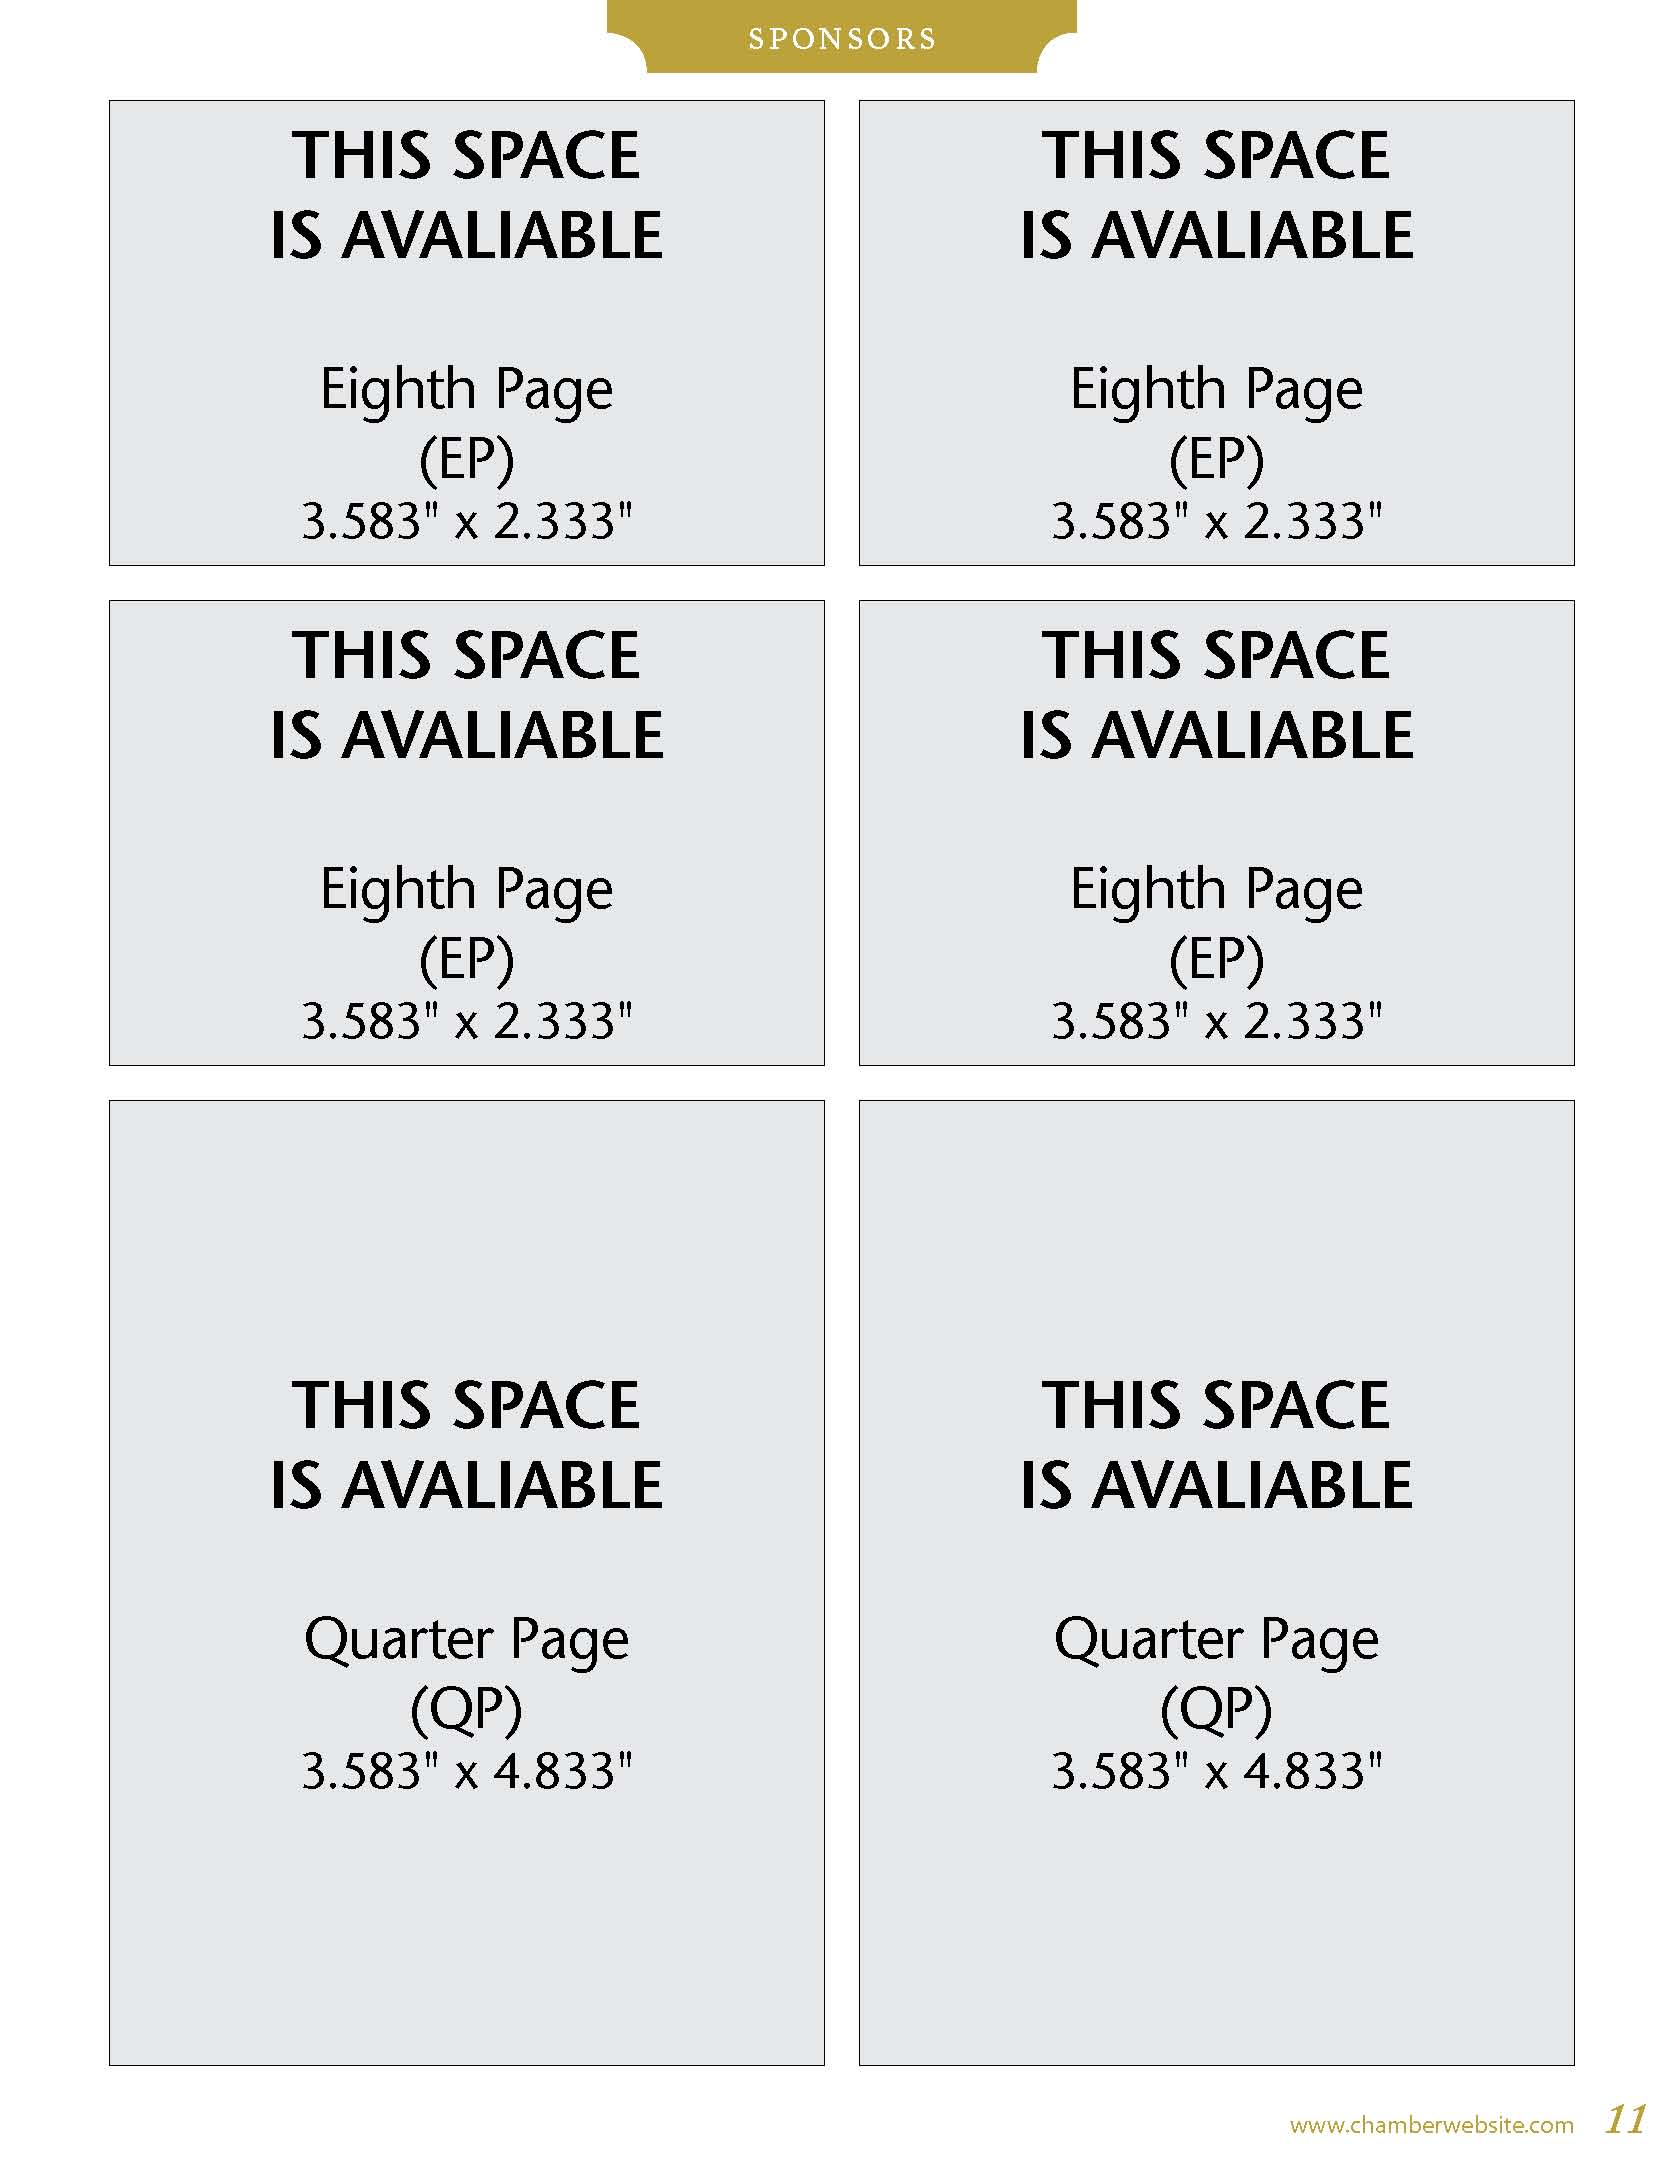 SPONSORS
THIS SPACE
IS AVALIABLE
Eighth Page
(EP)
3.583" x 2.333"
THIS SPACE
IS AVALIABLE
Eighth Page
(EP)
3.583" x 2.333"
THIS SPACE
IS AVALIABLE
Eighth Page
(EP)
3.583" x 2.333"
THIS SPACE
IS AVALIABLE
Eighth Page
(EP)
3.583" x 2.333"
THIS SPACE
IS AVALIABLE
Quarter Page
(QP)
3.583" x 4.833"
THIS SPACE
IS AVALIABLE
Quarter Page
(QP)
3.583" x 4.833"
www.chamberwebsite.com 11